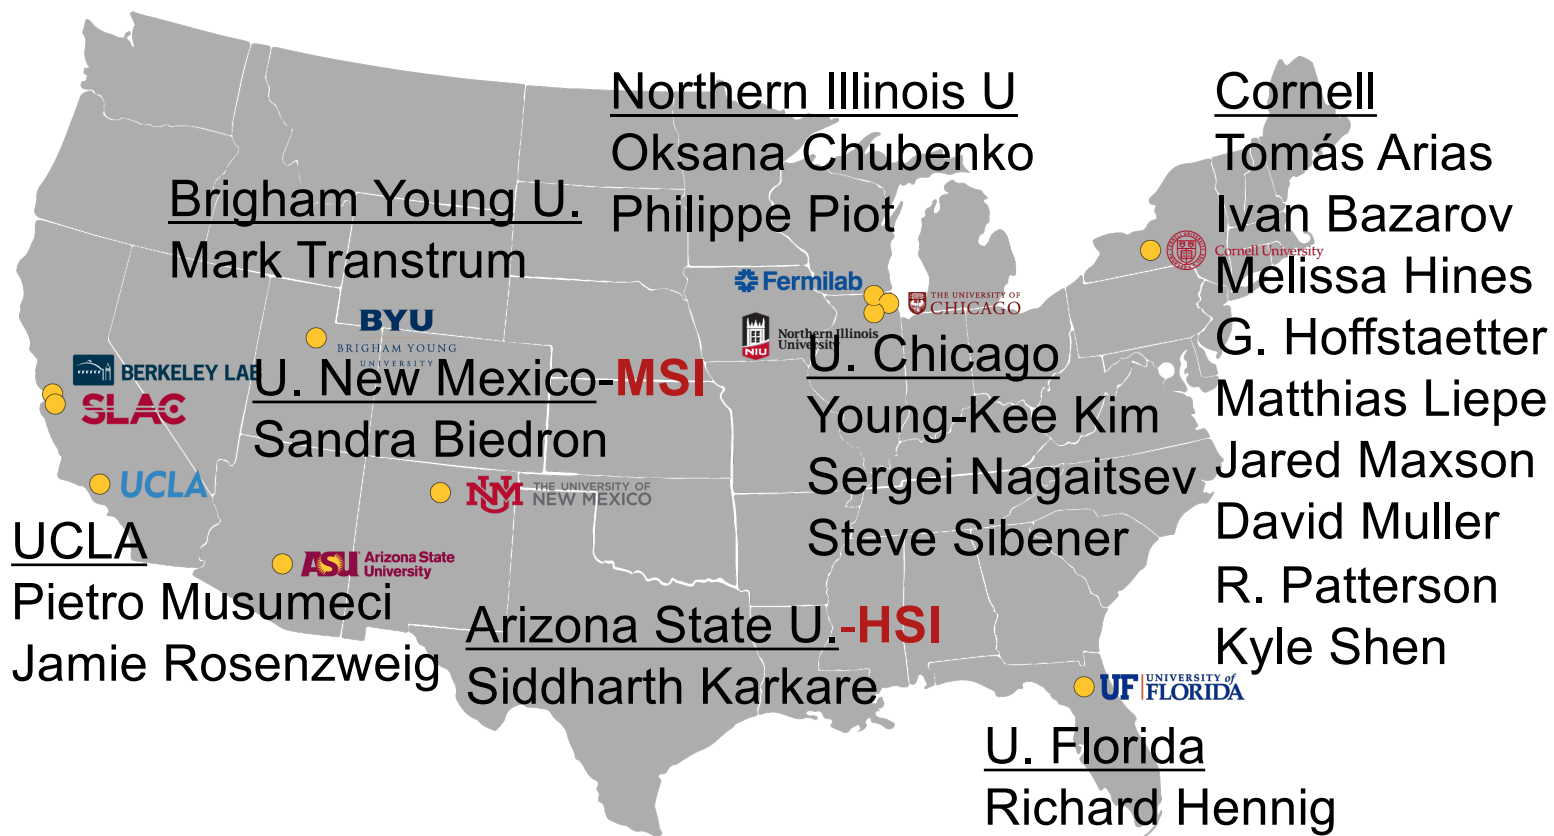 Northern Illinois U
Oksana Chubenko
Philippe Piot
Cornell
Tomás Arias
Ivan Bazarov
Cornell University
Melissa Hines
G. Hoffstaetter
Matthias Liepe
Jared Maxson
David Muller
R. Patterson
Kyle Shen
Brigham Young U.
Mark Transtrum
Fermilab
THE UNIVERSITY OF
CHICAGO
BYU
BRIGHAM YOUNG
UNIVERSITY
NIU
Northern Illinois
University
BERKELEY LAB
SLAC
U. New Mexico-MSI
Sandra Biedron
U. Chicago
Young-Kee Kim
Sergei Nagaitsev
Steve Sibener
UCLA
NM
THE UNIVERSITY OF
NEW MEXICO
UCLA
Pietro Musumeci
Jamie Rosenzweig
ASU
Arizona State
University
Arizona State U.-HSI
Siddharth Karkare
UF
UNIVERSITY of
FLORIDA
U. Florida
Richard Hennig